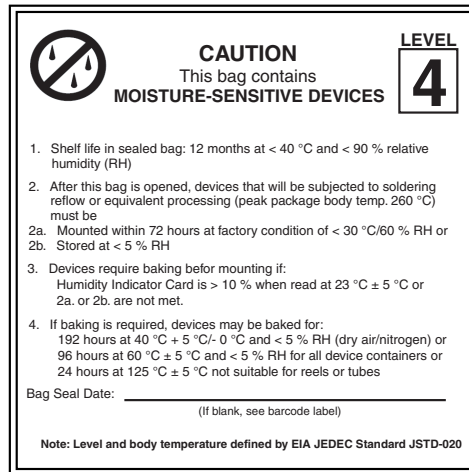 LEVEL
CAUTION
4
This bag contains
MOISTURE-SENSITIVE DEVICES
1. Shelf life in sealed bag: 12 months at < 40 °C and < 90 % relative
humidity (RH)
2. After this bag is opened, devices that will be subjected to soldering
reflow or equivalent processing (peak package body temp. 260 °C)
must be
2a. Mounted within 72 hours at factory condition of < 30 °C/60 % RH or
2b. Stored at < 5 % RH
3. Devices require baking befor mounting if:
Humidity Indicator Card is > 10 % when read at 23 °C ± 5 °C or
2a. or 2b. are not met.
4. If baking is required, devices may be baked for:
192 hours at 40 °C + 5 °C/- 0 °C and < 5 % RH (dry air/nitrogen) or
96 hours at 60 °C ± 5 °C and < 5 % RH for all device containers or
24 hours at 125 °C ± 5 °C not suitable for reels or tubes
Bag Seal Date:
(If blank, see barcode label)
Note: Level and body temperature defined by EIA JEDEC Standard JSTD-020